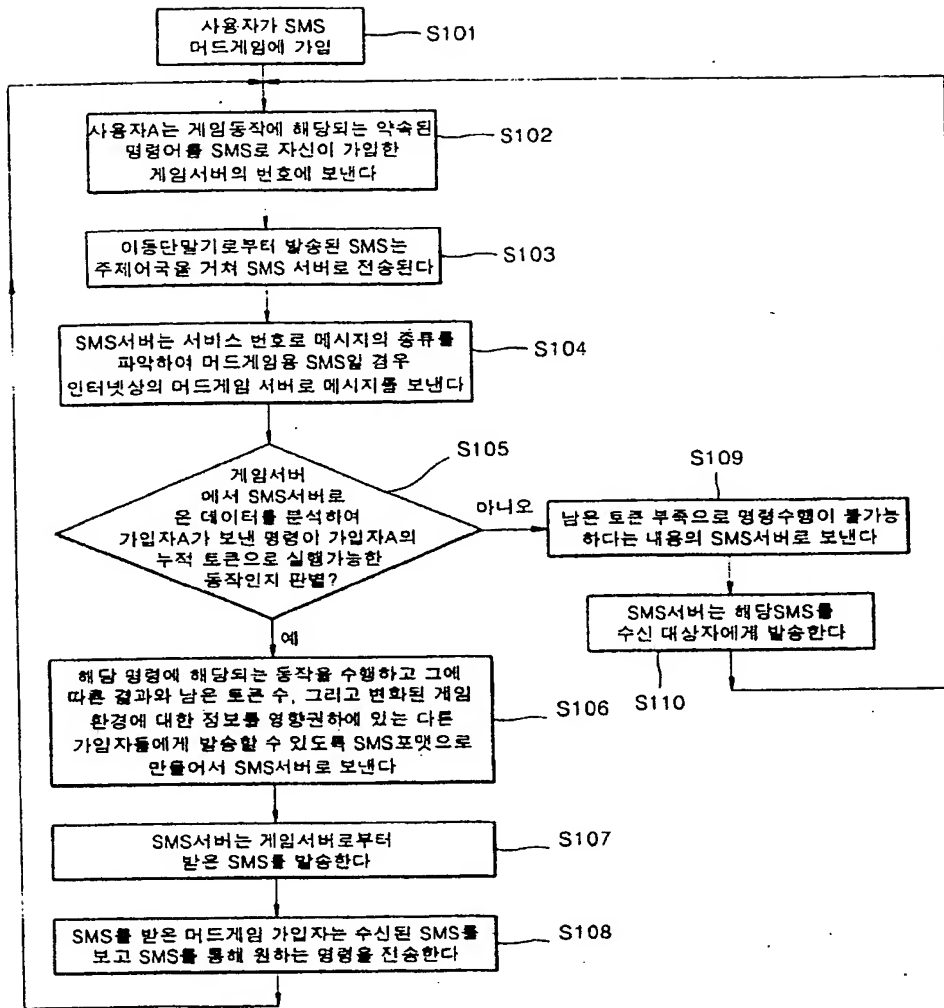 사용자가 SMS
머드게임에 가입
S101
사용자A는 게임동작에 해당되는 약속된
명령어를 SMS로 자신이 가입한
게임서버의 번호에 보낸다
S102
이동단말기로부터 발송된 SMS는
주제어국을 거쳐 SMS 서버로 전송된다
S103
SMS서버는 서비스 번호로 메시지의 종류를
파악하여 머드게임용 SMS일 경우
인터넷상의 머드게임 서버로 메시지를 보낸다
S104
게임서버
에서 SMS서버로
온 데이터를 분석하여
가입자A가 보낸 명령이 가입자A의
누적 토큰으로 실행가능한
동작인지 판별?
S105
아니오
남은 토큰 부족으로 명령수행이 불가능
하다는 내용의 SMS서버로 보낸다
S109
SMS서버는 해당SMS를
수신 대상자에게 발송한다
S110
예
해당 명령에 해당되는 동작을 수행하고 그에
따른 결과와 남은 토큰 수, 그리고 변화된 게임
환경에 대한 정보를 영향권하에 있는 다른
가입자들에게 발송할 수 있도록 SMS포맷으로
만들어서 SMS서버로 보낸다
S106
SMS서버는 게임서버로부터
받은 SMS를 발송한다
S107
SMS를 받은 머드게임 가입자는 수신된 SMS를
보고 SMS를 통해 원하는 명령을 전송한다
S108